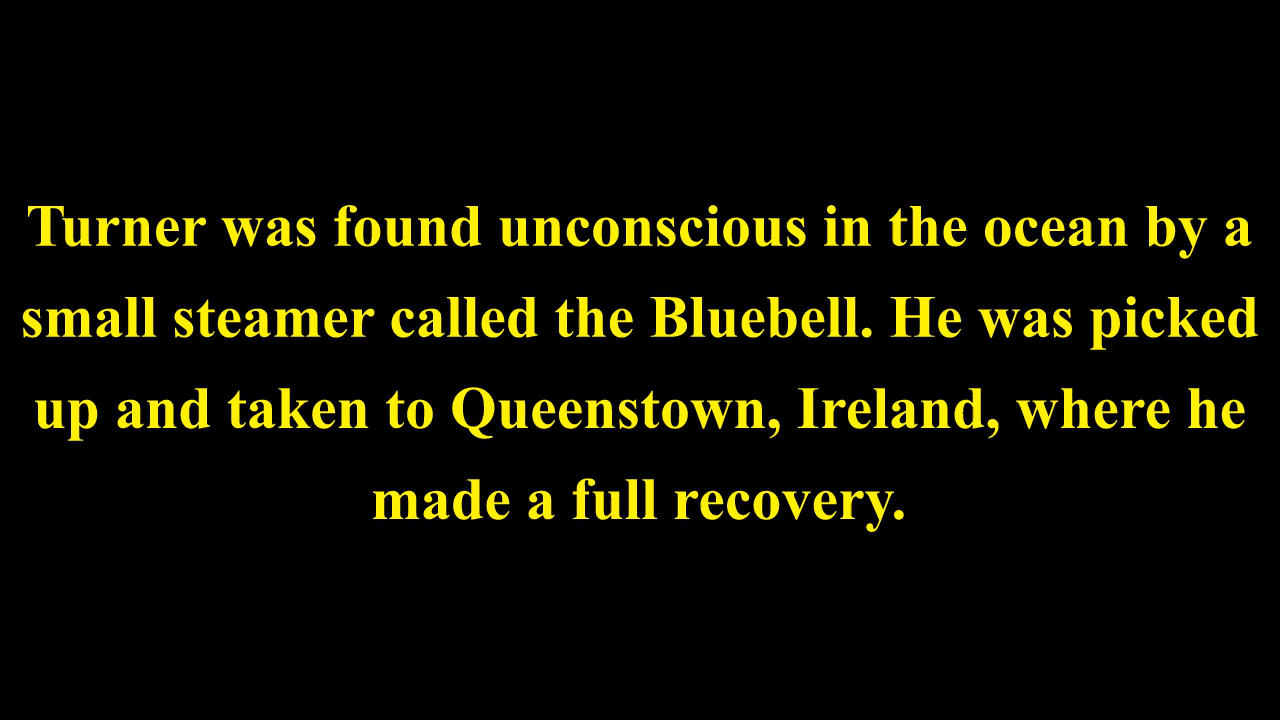 Turner was found unconscious in the ocean by a
small steamer called the Bluebell. He was picked
up and taken to Queenstown, Ireland, where he
made a full recovery.